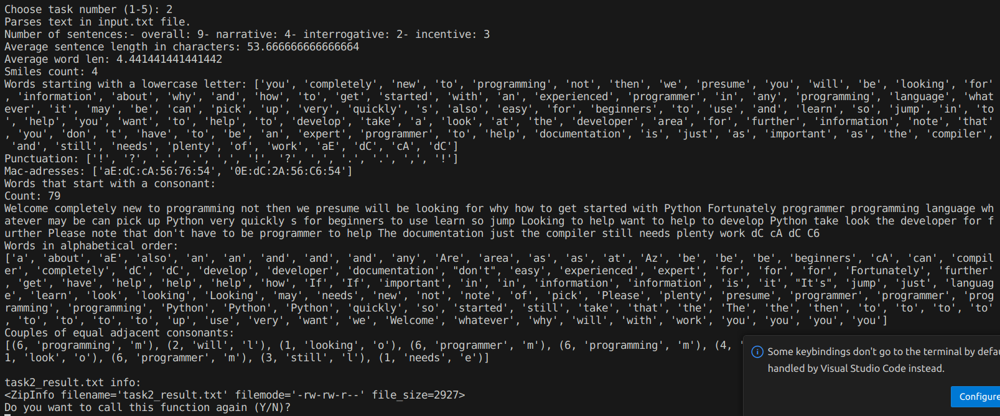 Choose task number (1-5): 2
Parses text in input.txt file.
Number of sentences:- overall: 9- narrative: 4- interrogative: 2- incentive: 3
Average sentence length in characters: 53.666666666666664
Average word len: 4.441441441441442
Smiles count: 4
Words starting with a lowercase letter: ['you', 'completely', 'new', 'to', 'programming', 'not', 'then', 'we', 'presume', 'you', 'will', 'be', 'looking', 'for'
, 'information', 'about', 'why', 'and', 'how', 'to', 'get', 'started', 'with', 'an', 'experienced', 'programmer', 'in', 'any', 'programming', 'language', 'what
ever', 'it', 'may', 'be', 'can', 'pick', 'up', 'very', 'quickly', 's', 'also', 'easy', 'for', 'beginners', 'to', 'use', 'and', 'learn', 'so', 'jump', 'in', 'to
', 'help', 'you', 'want', 'to', 'help', 'to', 'develop', 'take', 'a', 'look', 'at', 'the', 'developer', 'area', 'for', 'further', 'information', 'note', 'that'
, 'you', 'don', 't', 'have', 'to', 'be', 'an', 'expert', 'programmer', 'to', 'help', 'documentation', 'is', 'just', 'as', 'important', 'as', 'the', 'compiler',
 'and', 'still', 'needs', 'plenty', 'of', 'work', 'aE', 'dC', 'cA', 'dC']
Punctuation: ['!', '?', '.', '.', ',', '!', '?', ',', '.', '.', ',', '!']
Mac-adresses: ['aE:dC:cA:56:76:54', '0E:dC:2A:56:C6:54']
Words that start with a consonant:
Count: 79
Welcome completely new to programming not then we presume will be looking for why how to get started with Python Fortunately programmer programming language wh
atever may be can pick up Python very quickly s for beginners to use learn so jump Looking to help want to help to develop Python take look the developer for f
urther Please note that don't have to be programmer to help The documentation just the compiler still needs plenty work dC cA dC C6
Words in alphabetical order:
['a', 'about', 'aE', 'also', 'an', 'an', 'and', 'and', 'and', 'any', 'Are', 'area', 'as', 'as', 'at', 'Az', 'be', 'be', 'be', 'beginners', 'cA', 'can', 'compil
er', 'completely', 'dC', 'dC', 'develop', 'developer', 'documentation', "don't", 'easy', 'experienced', 'expert', 'for', 'for', 'for', 'Fortunately', 'further'
, 'get', 'have', 'help', 'help', 'help', 'how', 'If', 'If', 'important', 'in', 'in', 'information', 'information', 'is', 'it', "It's", 'jump', 'just', 'languag
e', 'learn', 'look', 'looking', 'Looking', 'may', 'needs', 'new', 'not', 'note', 'of', 'pick', 'Please', 'plenty', 'presume', 'programmer', 'programmer', 'prog
ramming', 'programming', 'Python', 'Python', 'Python', 'quickly', 'so', 'started', 'still', 'take', 'that', 'the', 'The', 'the', 'then', 'to', 'to', 'to', 'to'
, 'to', 'to', 'to', 'to', 'up', 'use', 'very', 'want', 'we', 'Welcome', 'whatever', 'why', 'will', 'with', 'work', 'you', 'you', 'you', 'you']
Couples of equal adjacent consonants:
[(6, 'programming', 'm'), (2, 'will', 'l'), (1, 'looking', 'o'), (6, 'programmer', 'm'), (6, 'programming', 'm'), (4, '
1, 'look', 'o'), (6, 'programmer', 'm'), (3, 'still', 'l'), (1, 'needs', 'e')]
Some keybindings don't go to the terminal by defau
handled by Visual Studio Code instead.
Configure
task2_result.txt info:
<ZipInfo filename='task2_result.txt' filemode='-rw-rw-r--' file_size=2927>
Do you want to call this function again (Y/N)?